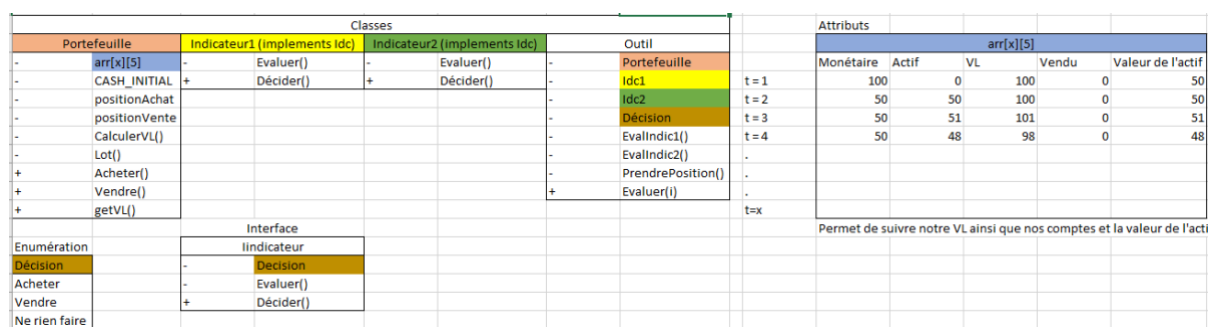 Classes Attributs
Portefeuille Indicateur1 (implements Idc) Indicateur2 (implements Idc) Outil arr[x][5]
- arr[x][5] - Evaluer() - Evaluer() - Portefeuille Monétaire Actif VL Vendu Valeur de l'actif
- CASH_INITIAL + Décider() + Décider() - Idc1 t = 1 100 0 100 0 50
- positionAchat - Idc2 t = 2 50 50 100 0 50
- positionVente - Décision t = 3 50 51 101 0 51
- CalculerVL() - EvalIndic1() t = 4 50 48 98 0 48
- Lot() - EvalIndic2() .
+ Acheter() - PrendrePosition() .
+ Vendre() + Evaluer(i) .
+ getVL() t=x
Interface Permet de suivre notre VL ainsi que nos comptes et la valeur de l'acti
Enumération Iindicateur
Décision - Decision
Acheter - Evaluer()
Vendre + Décider()
Ne rien faire